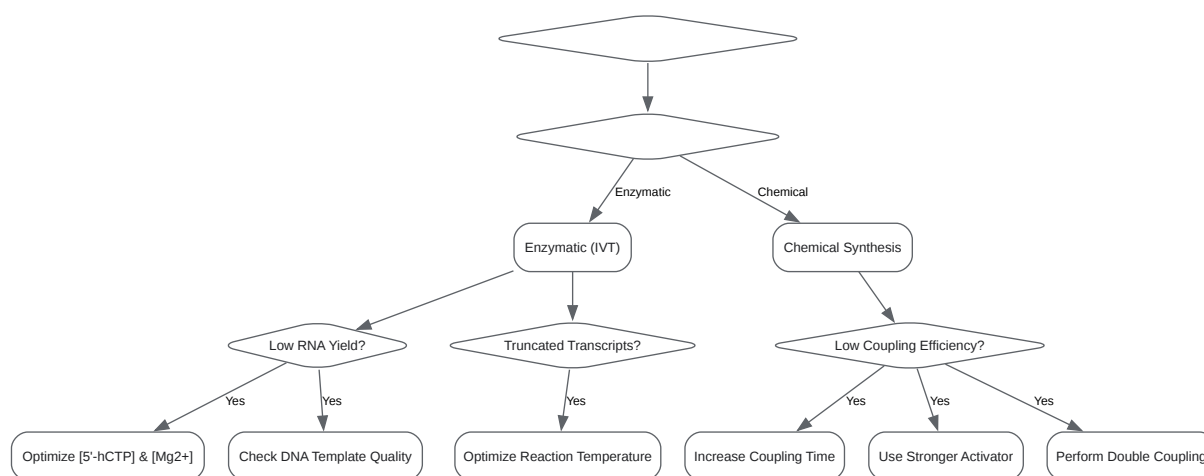 Enzymatic
Chemical
Enzymatic (IVT)
Chemical Synthesis
Low RNA Yield?
Truncated Transcripts?
Low Coupling Efficiency?
Yes
Yes
Yes
Yes
Yes
Yes
Optimize [5'-hCTP] & [Mg2+]
Check DNA Template Quality
Optimize Reaction Temperature
Increase Coupling Time
Use Stronger Activator
Perform Double Coupling